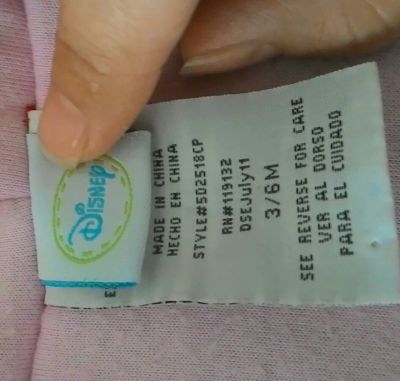 Disney
MADE IN CHINA
HECHO EN CHINA
STYLE#5D2518CP
RN#119132
DSEJuly11
3/6M
SEE REVERSE FOR CARE
VER AL DORSO
PARA EL CUIDADO